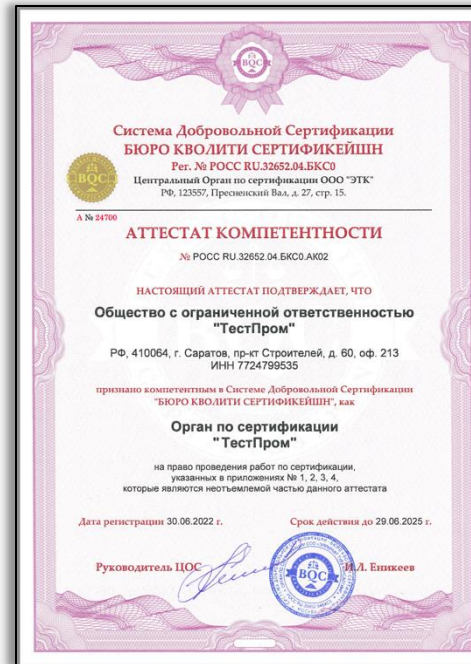 BQC
Система Добровольной Сертификации
БЮРО КВОЛИТИ СЕРТИФИКЕЙШН
Рег. № РОСС RU.32652.04.БКС0
Центральный Орган по сертификации ООО "ЭТК"
РФ, 123557, Пресненский Вал, д. 27, стр. 15.
BQC
А № 24700
АТТЕСТАТ КОМПЕТЕНТНОСТИ
№ РОСС RU.32652.04.БКС0.АК02
НАСТОЯЩИЙ АТТЕСТАТ ПОДТВЕРЖДАЕТ, ЧТО
Общество с ограниченной ответственностью
"ТестПром"
РФ, 410064, г. Саратов, пр-кт Строителей, д. 60, оф. 213
ИНН 7724799535
признано компетентным в Системе Добровольной Сертификации
"БЮРО КВОЛИТИ СЕРТИФИКЕЙШН", как
Орган по сертификации
"ТестПром"
на право проведения работ по сертификации,
указанных в приложениях № 1, 2, 3, 4,
которые являются неотъемлемой частью данного аттестата
Дата регистрации 30.06.2022 г. Срок действия до 29.06.2025 г.
Руководитель ЦОС И.Л. Еникеев
BQC